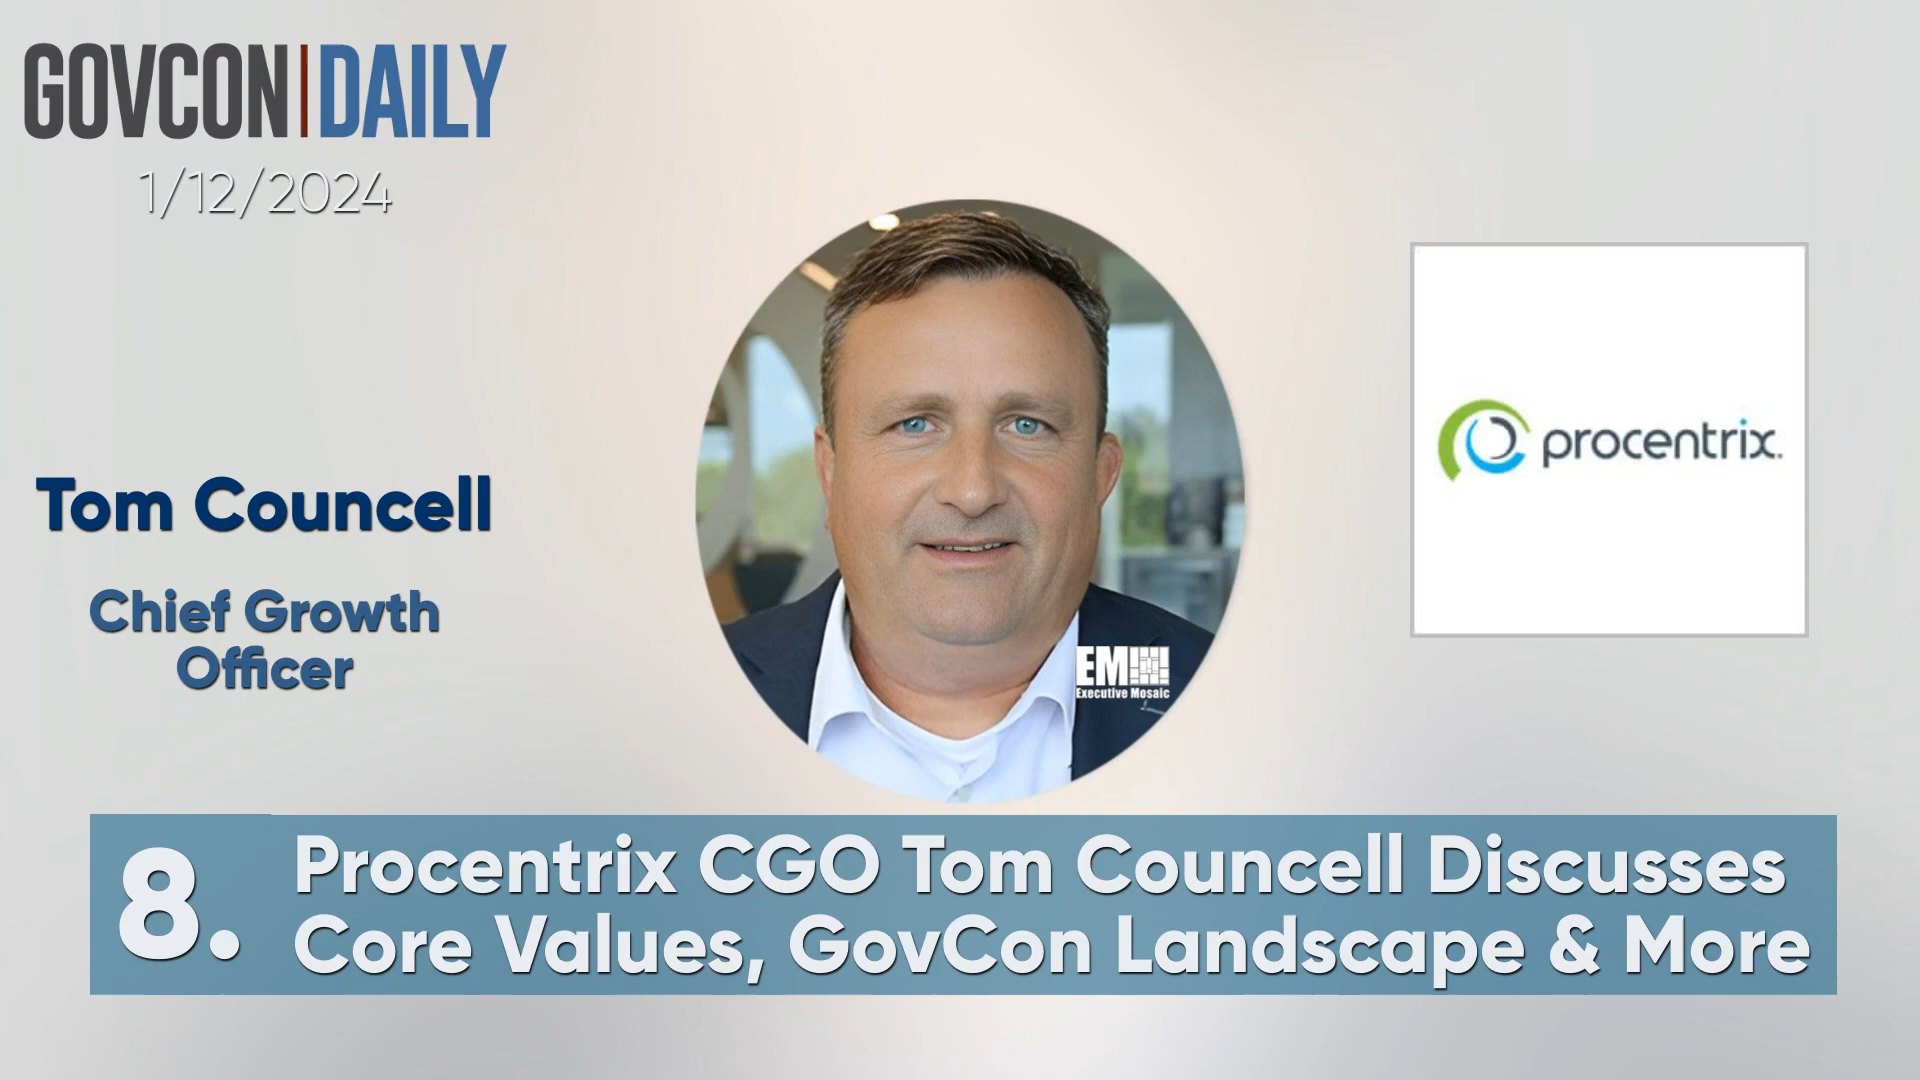 GOVCON|DAILY
1/12/2024
Tom Councell
Chief Growth
Officer
EM
Executive Mosaic
procentrix.
8. Procentrix CGO Tom Councell Discusses
Core Values, GovCon Landscape & More